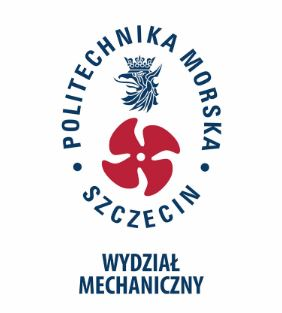 POLITECHNIKA MORSKA
SZCZECIN
WYDZIAŁ
MECHANICZNY